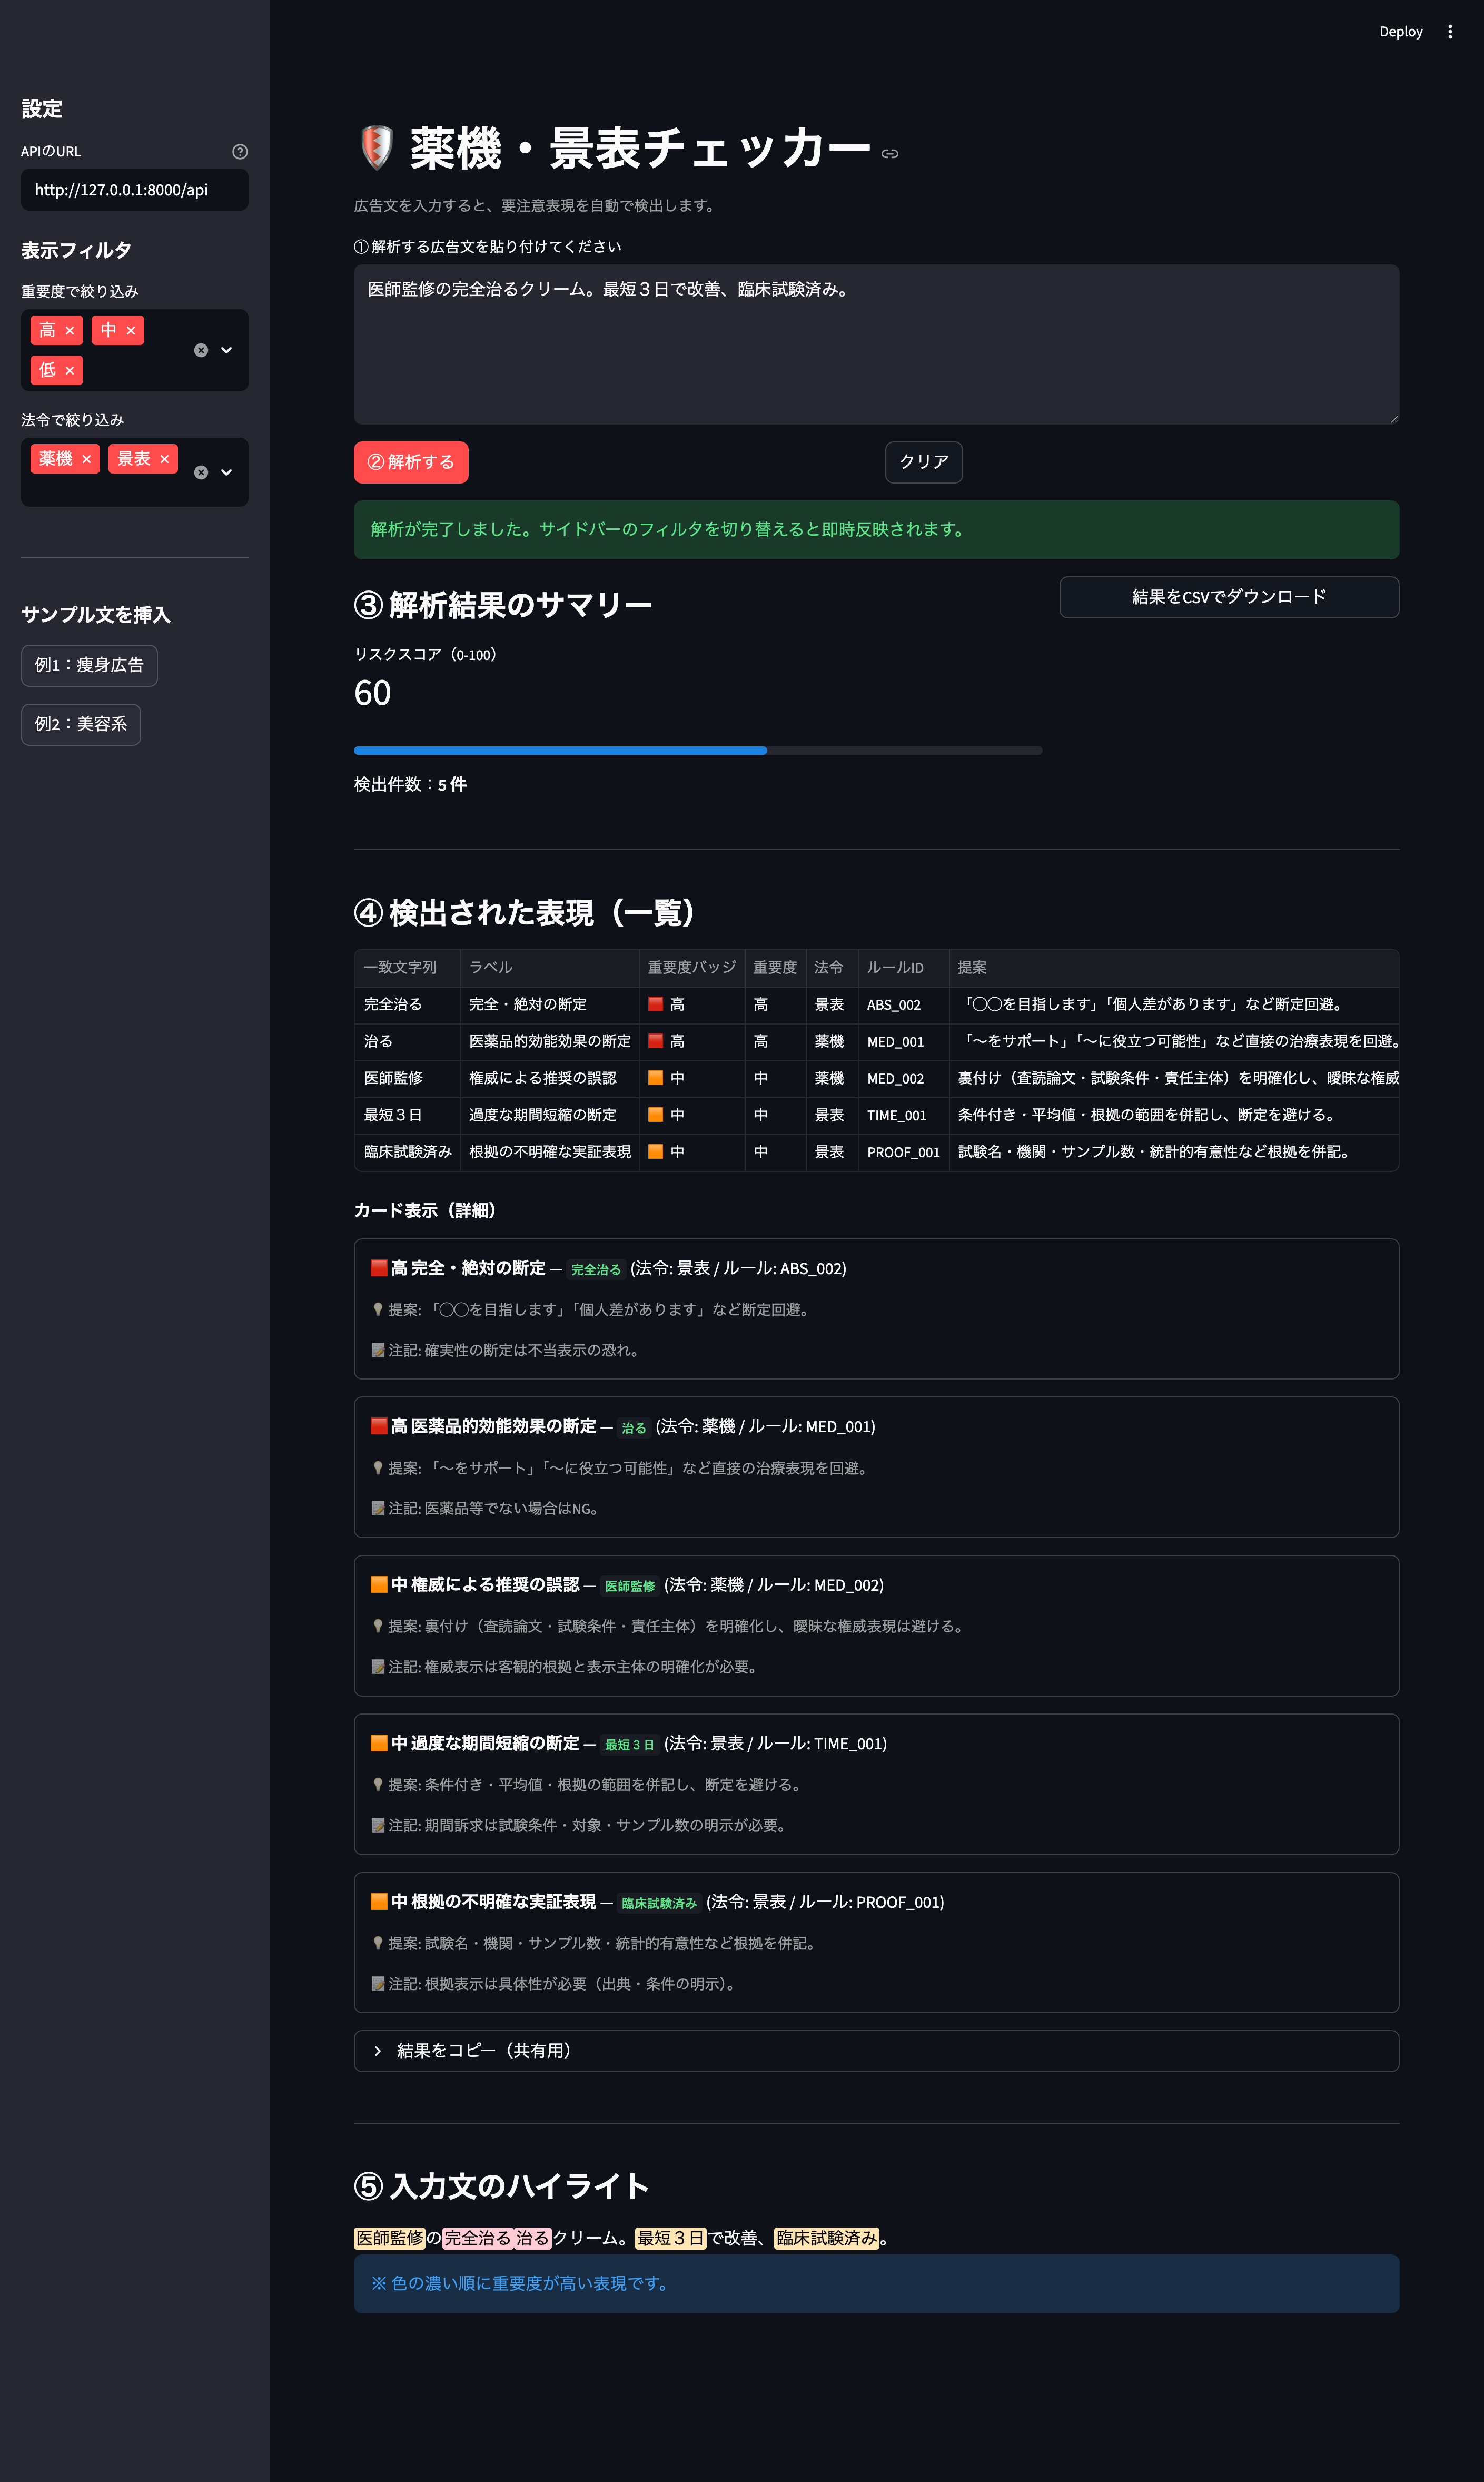 Deploy
設定
APIのURL
http://127.0.0.1:8000/api
表示フィルタ
重要度で絞り込み
高 ×
中 ×
低 ×
法令で絞り込み
薬機 ×
景表 ×
サンプル文を挿入
例1：痩身広告
例2：美容系
薬機・景表チェッカー
広告文を入力すると、要注意表現を自動で検出します。
① 解析する広告文を貼り付けてください
医師監修の完全治るクリーム。最短３日で改善、臨床試験済み。
② 解析する
クリア
解析が完了しました。サイドバーのフィルタを切り替えると即時反映されます。
③ 解析結果のサマリー
結果をCSVでダウンロード
リスクスコア（0-100）
60
検出件数：5 件
④ 検出された表現（一覧）
一致文字列 ラベル 重要度バッジ 重要度 法令 ルールID 提案
完全治る 完全・絶対の断定 高 高 景表 ABS_002 「◯◯を目指します」「個人差があります」など断定回避。
治る 医薬品的効能効果の断定 高 高 薬機 MED_001 「〜をサポート」「〜に役立つ可能性」など直接の治療表現を回避。
医師監修 権威による推奨の誤認 中 中 薬機 MED_002 裏付け（査読論文・試験条件・責任主体）を明確化し、曖昧な権威
最短３日 過度な期間短縮の断定 中 中 景表 TIME_001 条件付き・平均値・根拠の範囲を併記し、断定を避ける。
臨床試験済み 根拠の不明確な実証表現 中 中 景表 PROOF_001 試験名・機関・サンプル数・統計的有意性など根拠を併記。
カード表示（詳細）
高 完全・絶対の断定 — 完全治る (法令: 景表 / ルール: ABS_002)
提案: 「◯◯を目指します」「個人差があります」など断定回避。
注記: 確実性の断定は不当表示の恐れ。
高 医薬品的効能効果の断定 — 治る (法令: 薬機 / ルール: MED_001)
提案: 「〜をサポート」「〜に役立つ可能性」など直接の治療表現を回避。
注記: 医薬品等でない場合はNG。
中 権威による推奨の誤認 — 医師監修 (法令: 薬機 / ルール: MED_002)
提案: 裏付け（査読論文・試験条件・責任主体）を明確化し、曖昧な権威表現は避ける。
注記: 権威表示は客観的根拠と表示主体の明確化が必要。
中 過度な期間短縮の断定 — 最短３日 (法令: 景表 / ルール: TIME_001)
提案: 条件付き・平均値・根拠の範囲を併記し、断定を避ける。
注記: 期間訴求は試験条件・対象・サンプル数の明示が必要。
中 根拠の不明確な実証表現 — 臨床試験済み (法令: 景表 / ルール: PROOF_001)
提案: 試験名・機関・サンプル数・統計的有意性など根拠を併記。
注記: 根拠表示は具体性が必要（出典・条件の明示）。
結果をコピー（共有用）
⑤ 入力文のハイライト
医師監修の完全治る治るクリーム。最短３日で改善、臨床試験済み。
※ 色の濃い順に重要度が高い表現です。